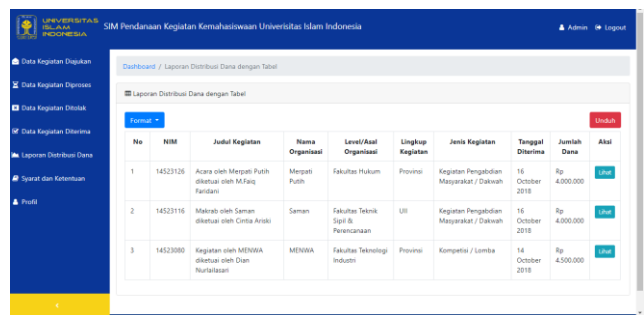 UNIVERSITAS
ISLAM
INDONESIA
SIM Pendanaan Kegiatan Kemahasiswaan Univerisitas Islam Indonesia
Admin Logout
Data Kegiatan Diajukan
Data Kegiatan Diproses
Data Kegiatan Ditolak
Data Kegiatan Diterima
Laporan Distribusi Dana
Syarat dan Ketentuan
Profil
Dashboard / Laporan Distribusi Dana dengan Tabel
Laporan Distribusi Dana dengan Tabel
Format Unduh
No NIM Judul Kegiatan Nama Level/Asal Lingkup Jenis Kegiatan Tanggal Jumlah Aksi
Organisasi Organisasi Kegiatan Diterima Dana
1 14523126 Acara oleh Merpati Putih Merpati Fakultas Hukum Provinsi Kegiatan Pengabdian 16 Rp Lihat
diketuai oleh M.Faiq Putih Masyarakat / Dakwah October 4.000.000
Faridani 2018
2 14523116 Makrab oleh Saman Saman Fakultas Teknik UII Kegiatan Pengabdian 16 Rp Lihat
diketuai oleh Cintia Ariski Sipil & Masyarakat / Dakwah October 4.000.000
Perencanaan 2018
3 14523080 Kegiatan oleh MENWA MENWA Fakultas Teknologi Provinsi Kompetisi / Lomba 14 Rp Lihat
diketuai oleh Dian Industri October 4.500.000
Nurlailasari 2018